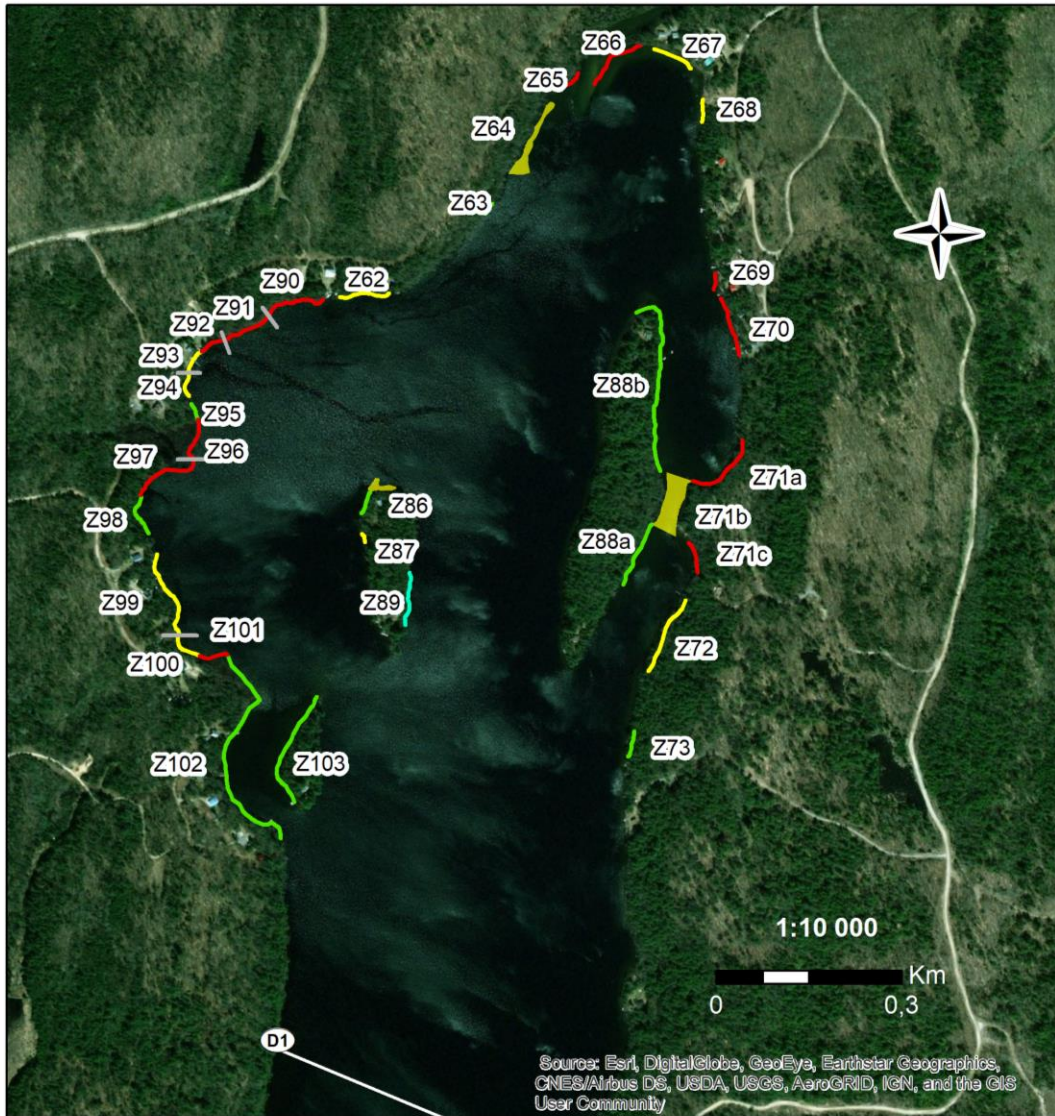 Z66
Z67
Z65
Z68
Z64
Z63
Z69
Z90
Z62
Z91
Z70
Z92
Z93
Z88b
Z94
Z95
Z97
Z96
Z71a
Z86
Z98
Z71b
Z87
Z88a
Z71c
Z99
Z89
Z101
Z100
Z72
Z73
Z102
Z103
1:10 000
Km
0 0,3
D1
Source: Esri, DigitalGlobe, GeoEye, Earthstar Geographics,
CNES/Airbus DS, USDA, USGS, AeroGRID, IGN, and the GIS
User Community